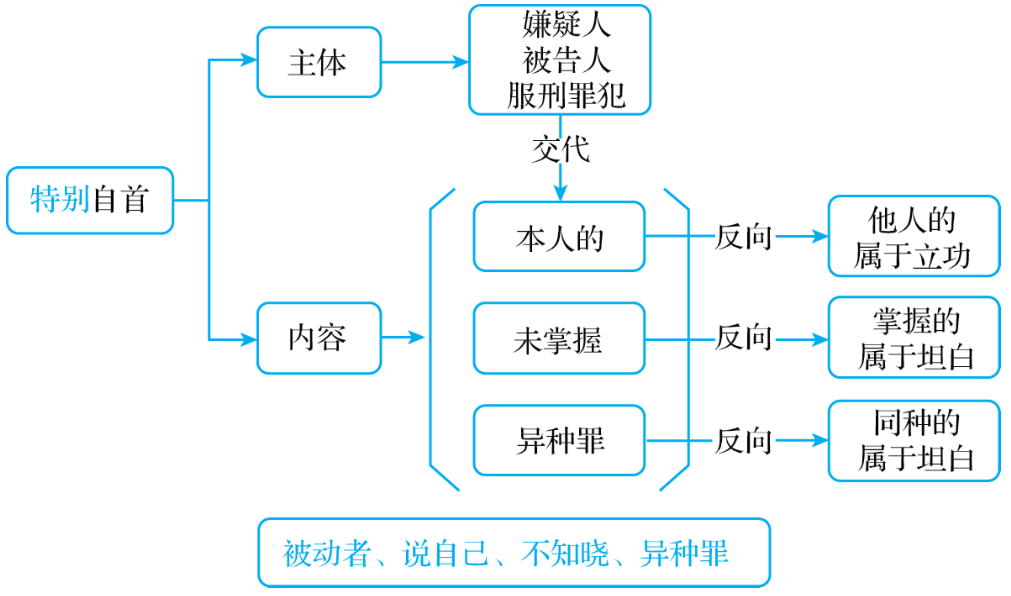 特别自首
主体
嫌疑人
被告人
服刑罪犯
交代
内容
本人的
反向
他人的
属于立功
未掌握
反向
掌握的
属于坦白
异种罪
反向
同种的
属于坦白
被动者、说自己、不知晓、异种罪